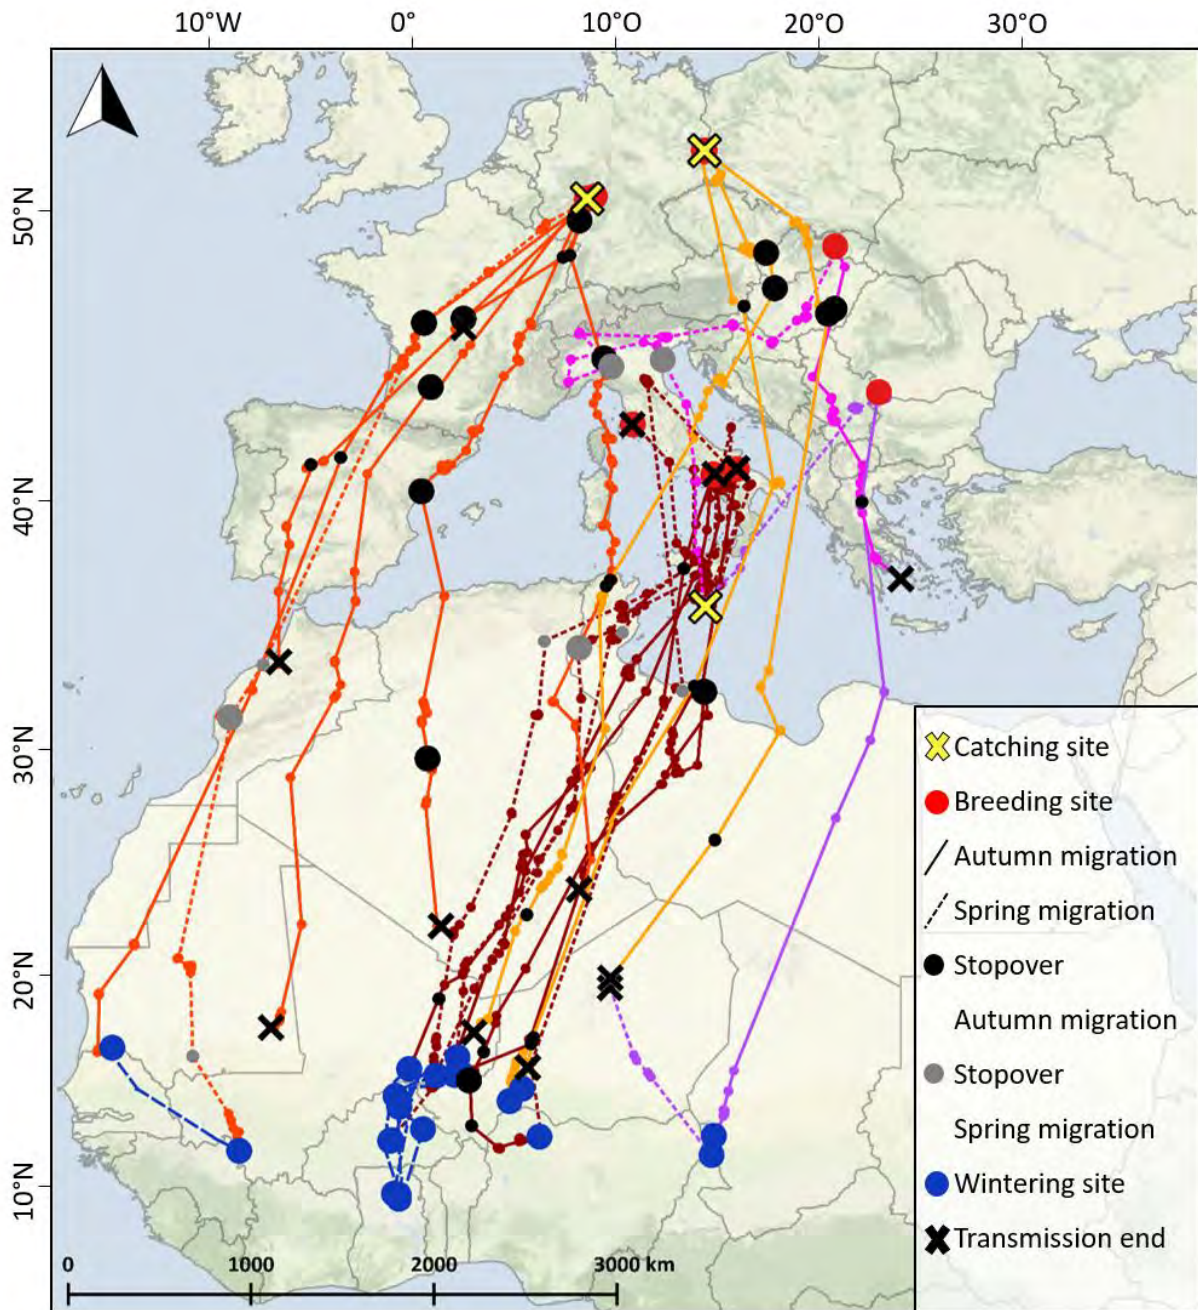 10°W 0° 10°O 20°O 30°O
50°N
40°N
30°N
20°N
10°N
Catching site
Breeding site
Autumn migration
Spring migration
Stopover
Autumn migration
Stopover
Spring migration
Wintering site
Transmission end
0 1000 2000 3000 km